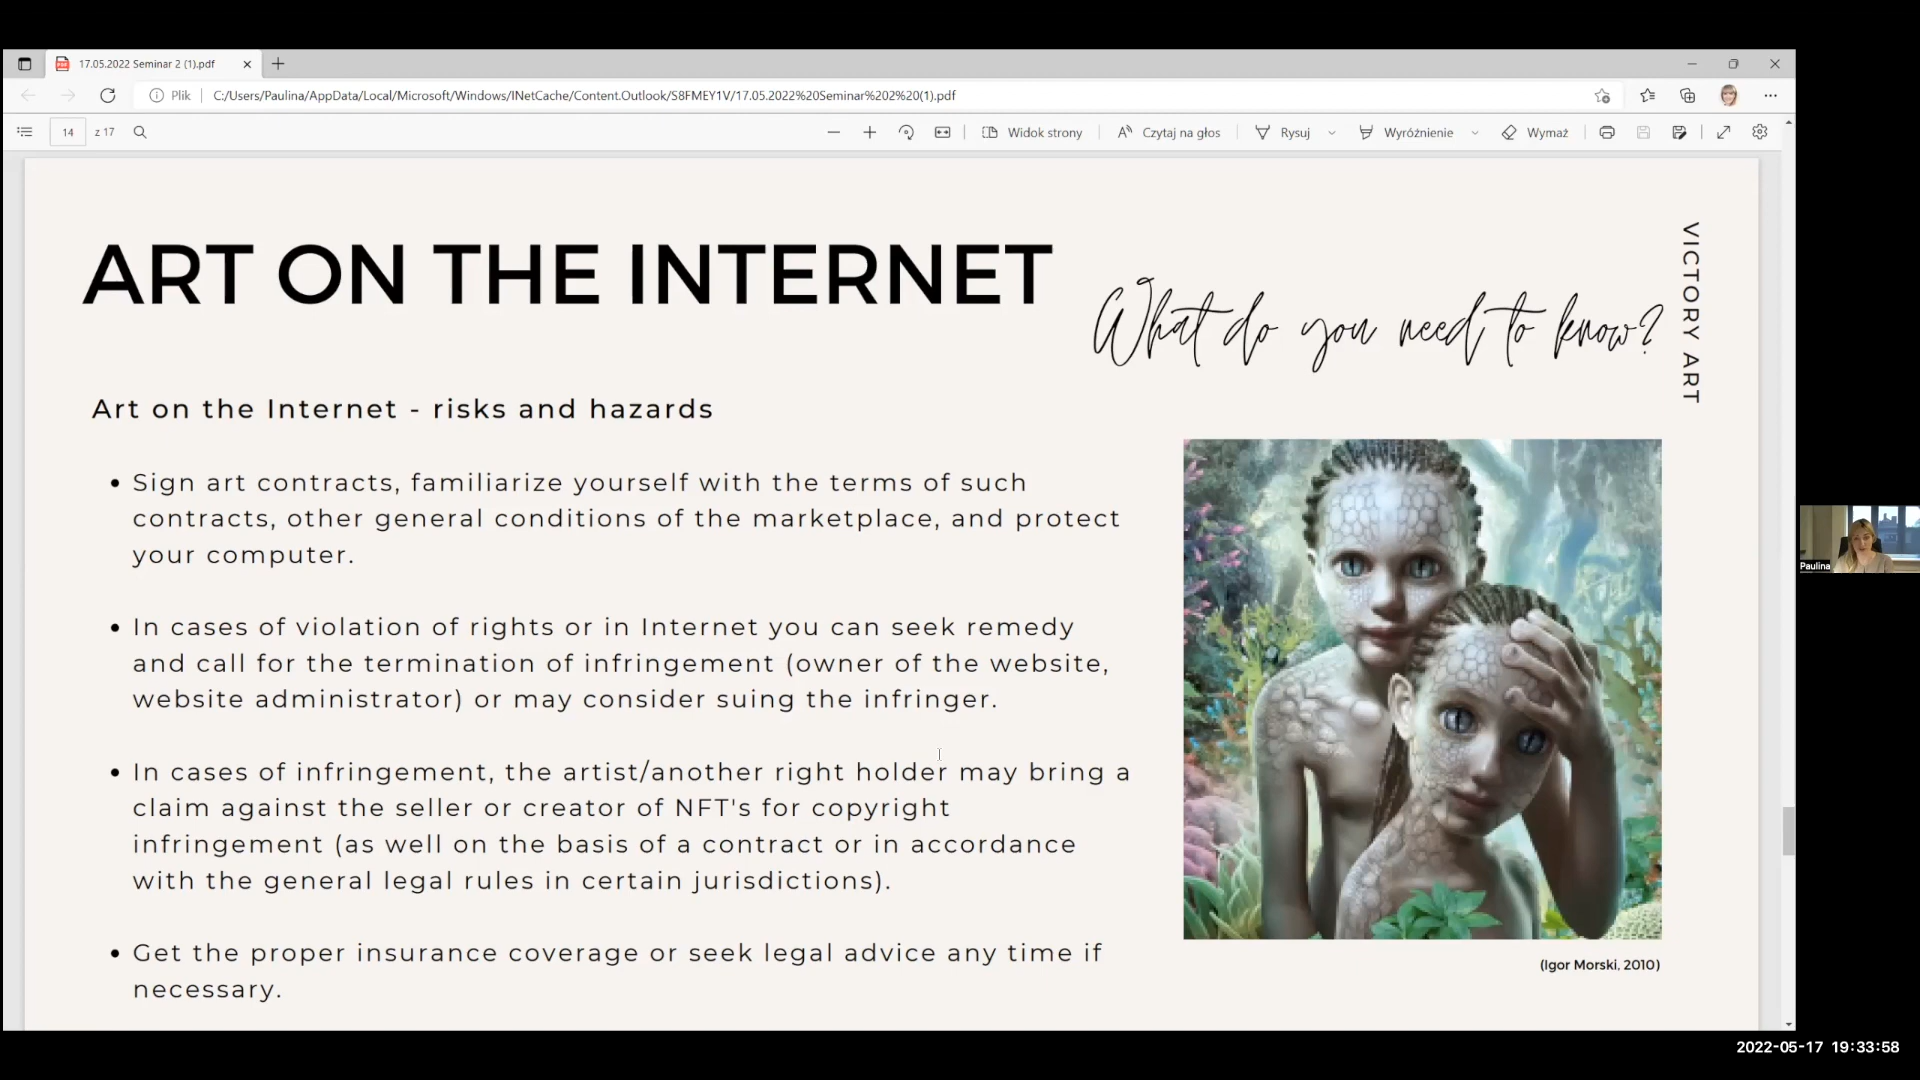 17.05.2022 Seminar 2 (1).pdf
Plik
C:/Users/Paulina/AppData/Local/Microsoft/Windows/INetCache/Content.Outlook/S8FMEY1V/17.05.2022%20Seminar%202%20(1).pdf
14 z 17
Widok strony
Czytaj na głos
Rysuj
Wyróżnienie
Wymaż
ART ON THE INTERNET
What do you need to know?
VICTORY ART
Art on the Internet - risks and hazards
• Sign art contracts, familiarize yourself with the terms of such
contracts, other general conditions of the marketplace, and protect
your computer.
• In cases of violation of rights or in Internet you can seek remedy
and call for the termination of infringement (owner of the website,
website administrator) or may consider suing the infringer.
• In cases of infringement, the artist/another right holder may bring a
claim against the seller or creator of NFT's for copyright
infringement (as well on the basis of a contract or in accordance
with the general legal rules in certain jurisdictions).
• Get the proper insurance coverage or seek legal advice any time if
necessary.
(Igor Morski, 2010)
Paulina
2022-05-17 19:33:58